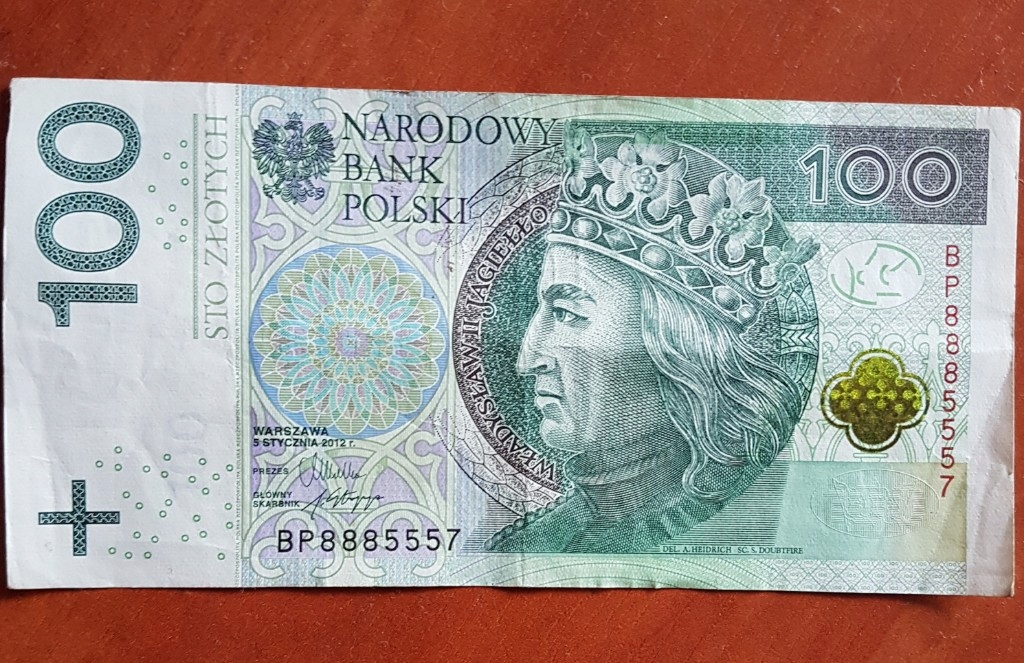 100
STO ZŁOTYCH
NARODOWY
BANK
POLSKI
100
WŁADYSŁAW II JAGIEŁŁO
BP8885557
WARSZAWA
5 STYCZNIA 2012 r.
PREZES
GŁÓWNY
SKARBNIK
BP8885557
DEL. A. HEIDRICH SC. S. DOUBTFIRE